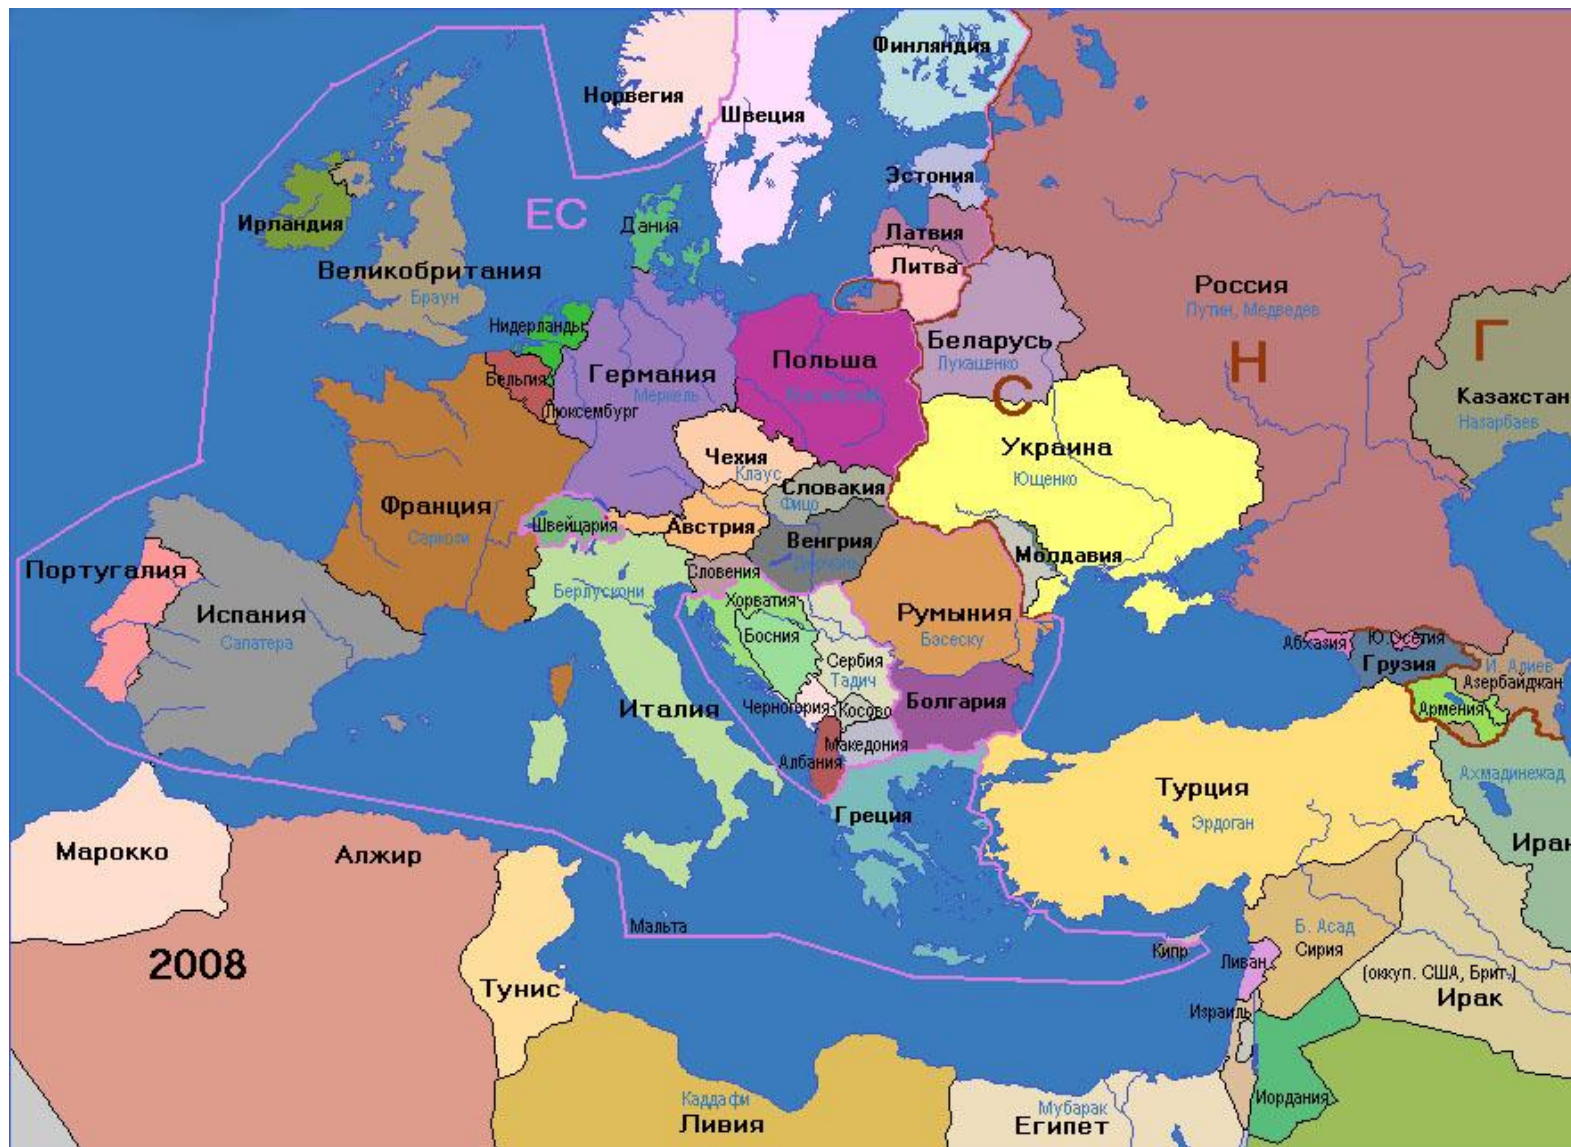 Финляндия
Норвегия
Швеция
Эстония
ЕС
Ирландия
Дания
Латвия
Великобритания
Браун
Литва
Россия
Путин, Медведев
Нидерланды
Беларусь
Лукашенко
Г
Н
С
Польша
Германия
Меркель
Бельгия
Люксембург
Казахстан
Назарбаев
Чехия
Клаус
Украина
Ющенко
Словакия
Фицо
Франция
Саркози
Швейцария
Австрия
Венгрия
Молдавия
Португалия
Словения
Испания
Сапатера
Берлускони
Хорватия
Румыния
Бэсеску
Босния
Абхазия
Ю.Осетия
Грузия
Сербия
Тадич
И. Алиев
Азербайджан
Италия
Черногория
Косово
Болгария
Армения
Македония
Албания
Турция
Эрдоган
Ахмадинежад
Греция
Иран
Марокко
Алжир
Мальта
Б. Асад
Сирия
Кипр
Ливан
2008
Тунис
(оккуп. США, Брит.)
Ирак
Израиль
Каддафи
Ливия
Мубарак
Египет
Иордания